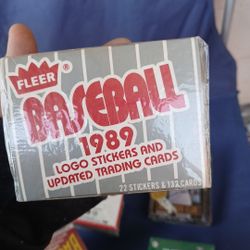 FLEER
BASEBALL
1989
LOGO STICKERS AND
UPDATED TRADING CARDS
22 STICKERS & 132 CARDS